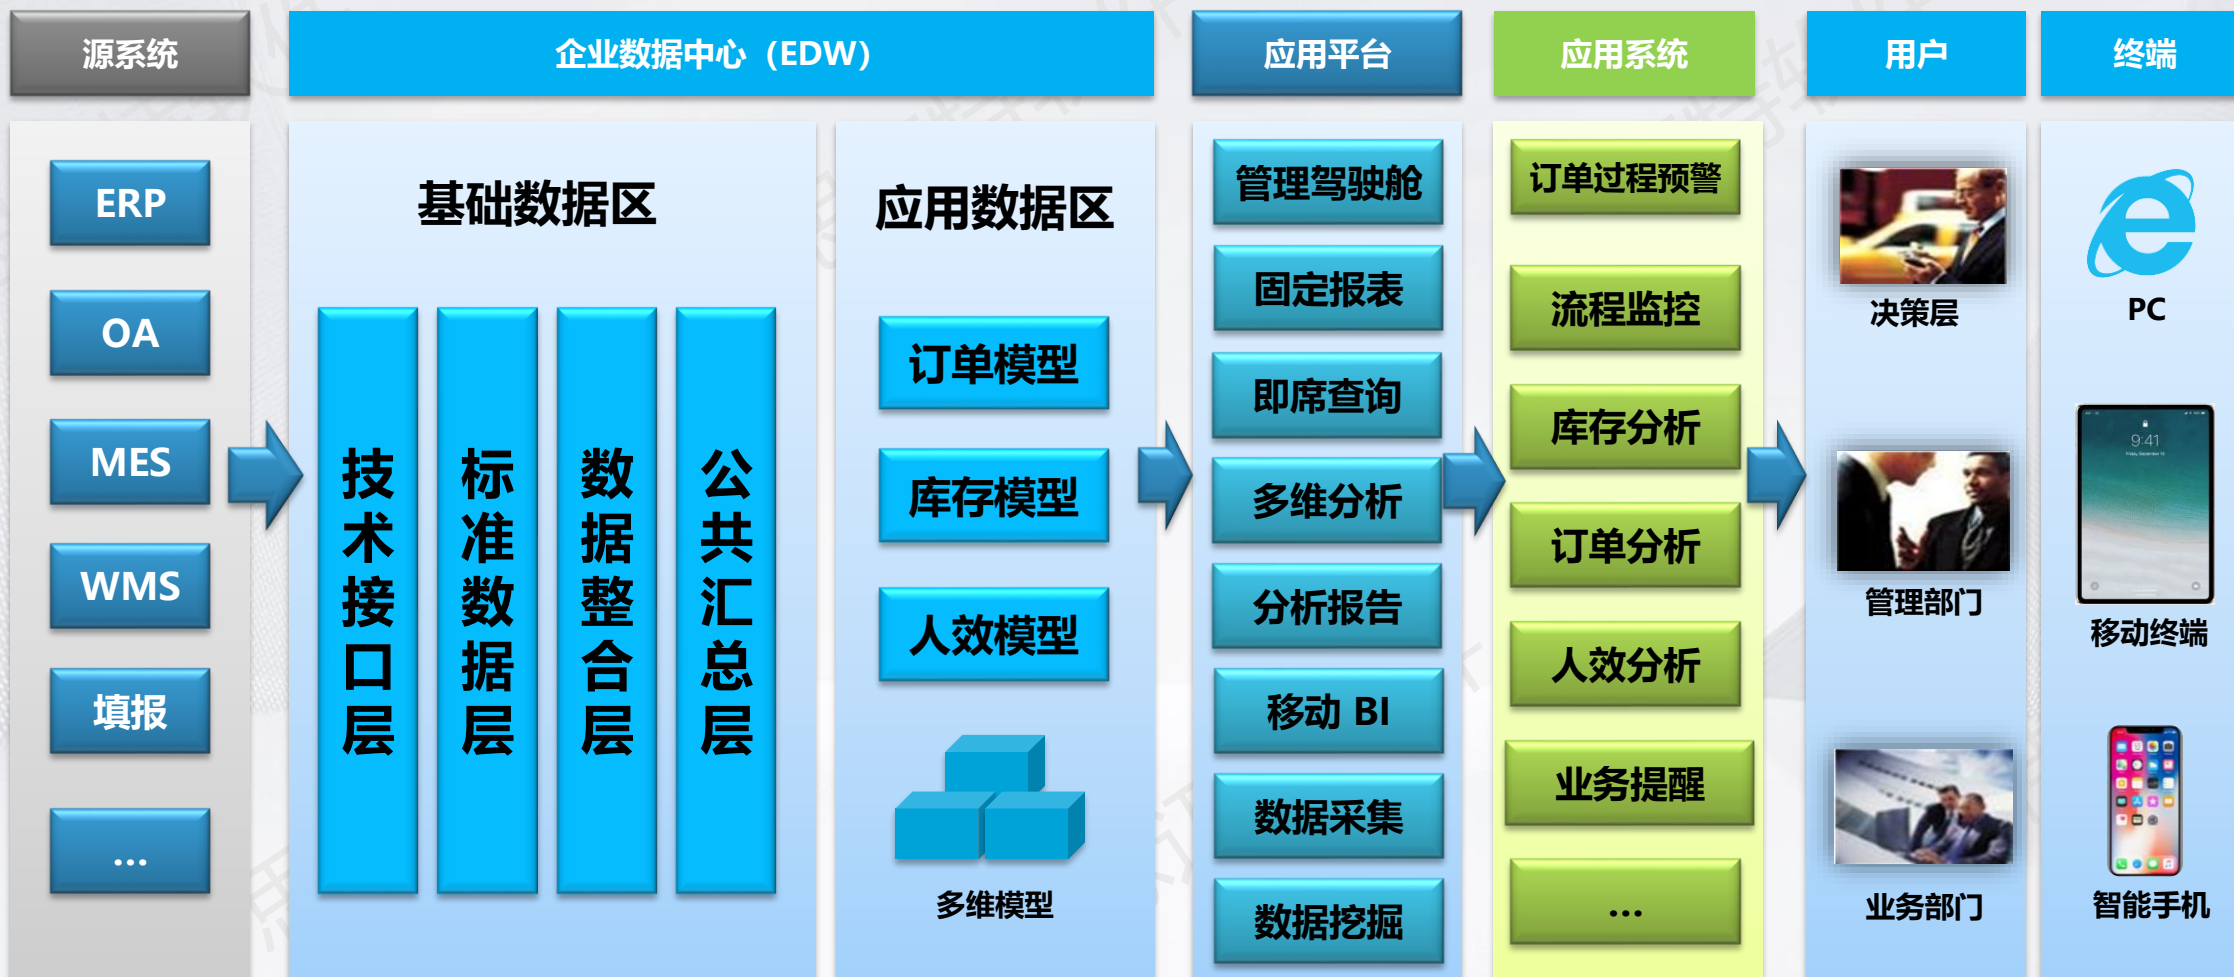 源系统
企业数据中心（EDW）
应用平台
应用系统
用户
终端
ERP
OA
MES
WMS
填报
...
基础数据区
技术接口层
标准数据层
数据整合层
公共汇总层
应用数据区
订单模型
库存模型
人效模型
多维模型
管理驾驶舱
固定报表
即席查询
多维分析
分析报告
移动 BI
数据采集
数据挖掘
订单过程预警
流程监控
库存分析
订单分析
人效分析
业务提醒
...
决策层
管理部门
业务部门
PC
9:41
移动终端
智能手机